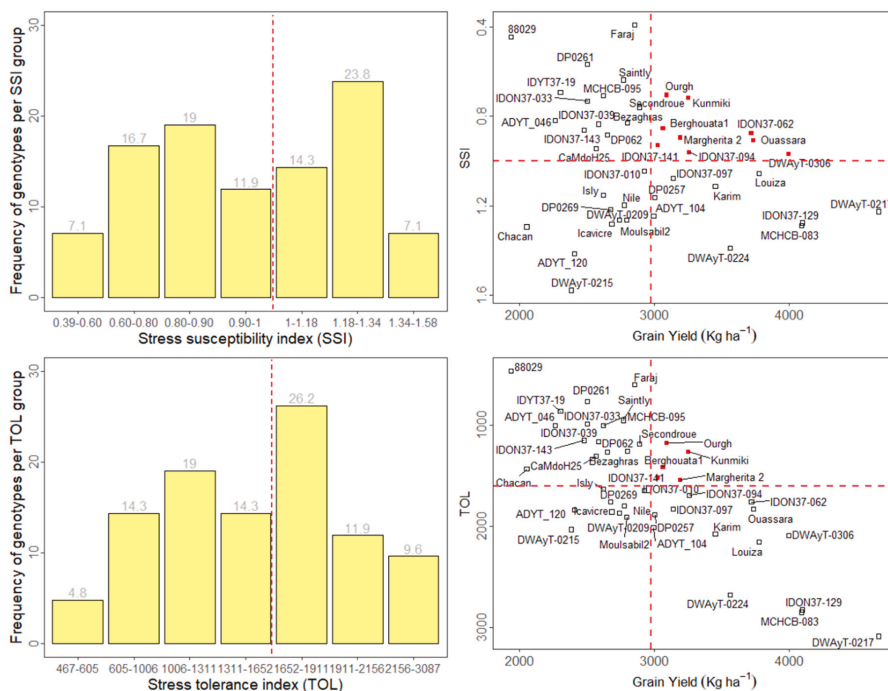 Frequency of genotypes per SSI group
30
20
10
0
7.1
16.7
19
11.9
14.3
23.8
7.1
0.39-0.60
0.60-0.80
0.80-0.90
0.90-1
1-1.18
1.18-1.34
1.34-1.58
Stress susceptibility index (SSI)
SSI
0.4
0.8
1.2
1.6
88029
Faraj
DP0261
Saintly
IDYT37-19
MCHCB-095
Ourgh
IDON37-033
Secondroue
Kunmiki
ADYT_046
IDON37-039
Bezaghras
Berghouata1
IDON37-062
IDON37-143
DP062
Margherita 2
Ouassara
CaMdoH25
IDON37-141
IDON37-094
DWAyT-0306
IDON37-010
IDON37-097
Louiza
Isly
Nile
DP0257
Karim
DWAyT-0217
DP0269
DWAyT-0209
ADYT_104
IDON37-129
Chacan
Icavicre
Moulsabil2
MCHCB-083
ADYT_120
DWAyT-0224
DWAyT-0215
2000
3000
4000
Grain Yield (Kg ha⁻¹)
Frequency of genotypes per TOL group
30
20
10
0
4.8
14.3
19
14.3
26.2
11.9
9.6
467-605
605-1006
1006-1311
1311-1652
1652-1911
1911-2156
2156-3087
Stress tolerance index (TOL)
TOL
1000
2000
3000
88029
Faraj
DP0261
IDYT37-19
Saintly
ADYT_046
IDON37-033
MCHCB-095
IDON37-039
Secondroue
IDON37-143
DP062
Ourgh
CaMdoH25
Bezaghras
Berghouata1
Kunmiki
Chacan
IDON37-141
Margherita 2
Isly
IDON37-010
IDON37-094
DP0269
IDON37-062
ADYT_120
Icavicre
Nile
IDON37-097
Ouassara
DWAyT-0209
DP0257
Karim
DWAyT-0306
DWAyT-0215
Moulsabil2
ADYT_104
Louiza
DWAyT-0224
IDON37-129
MCHCB-083
DWAyT-0217
2000
3000
4000
Grain Yield (Kg ha⁻¹)